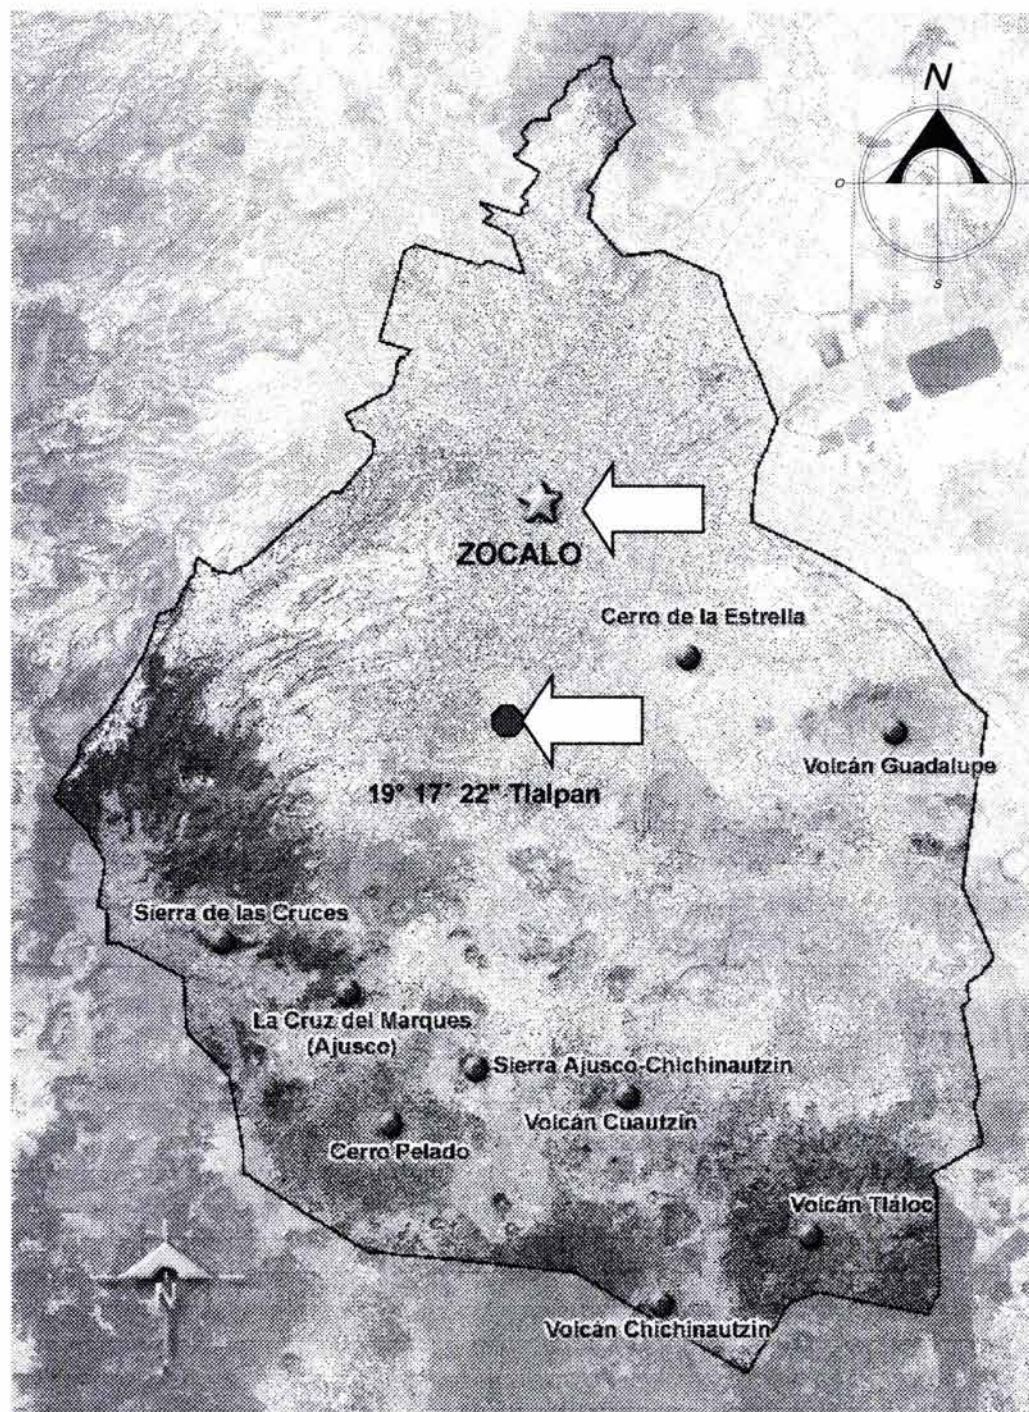 N
O
S
ZOCALO
Cerro de la Estrella
Volcán Guadalupe
19° 17´ 22" Tlalpan
Sierra de las Cruces
La Cruz del Marques
(Ajusco)
Sierra Ajusco-Chichinautzin
Volcán Cuautzin
Cerro Pelado
Volcán Tláloc
N
Volcán Chichinautzin